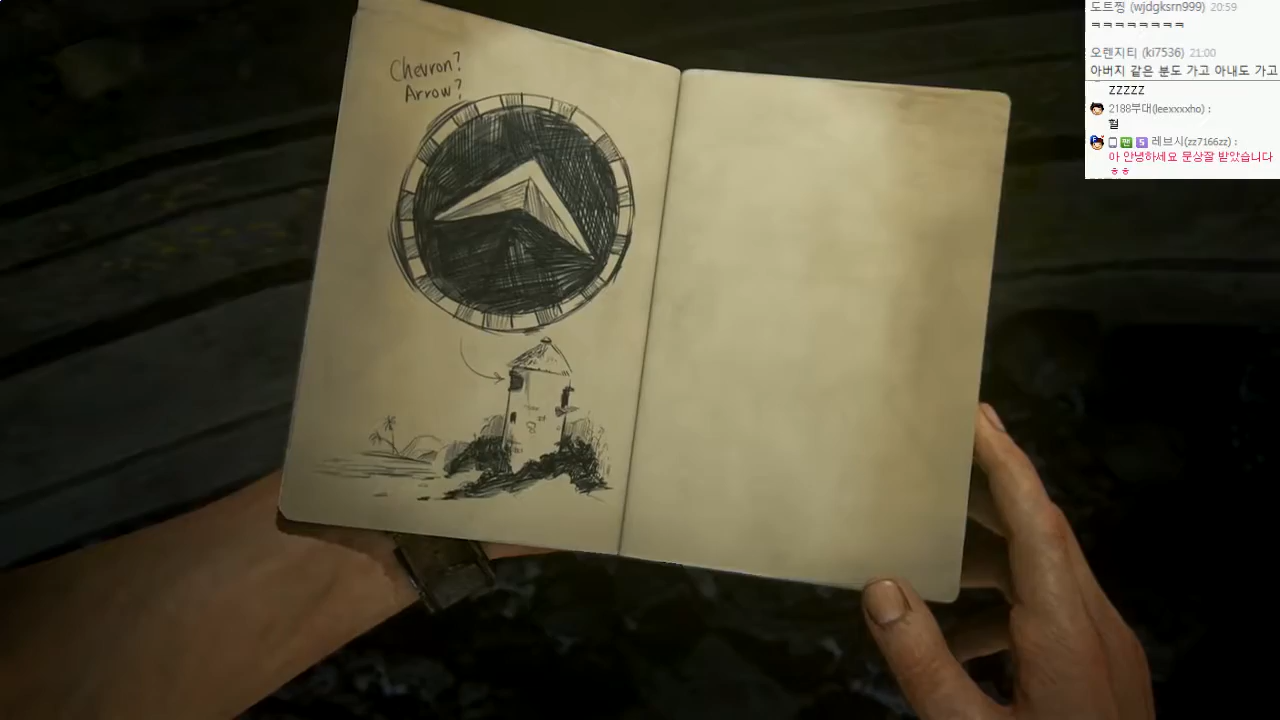 Chevron?
Arrow?
도트찡 (wjdgksrn999) 20:59
ㅋㅋㅋㅋㅋㅋㅋㅋ
오렌지티 (ki7536) 21:00
아버지 같은 분도 가고 아내도 가고
ZZZZZ
2188부대(leexxxxho) :
헐
팬 S 레브시(zz7166zz) :
아 안녕하세요 문상잘 받았습니다
ㅎㅎ